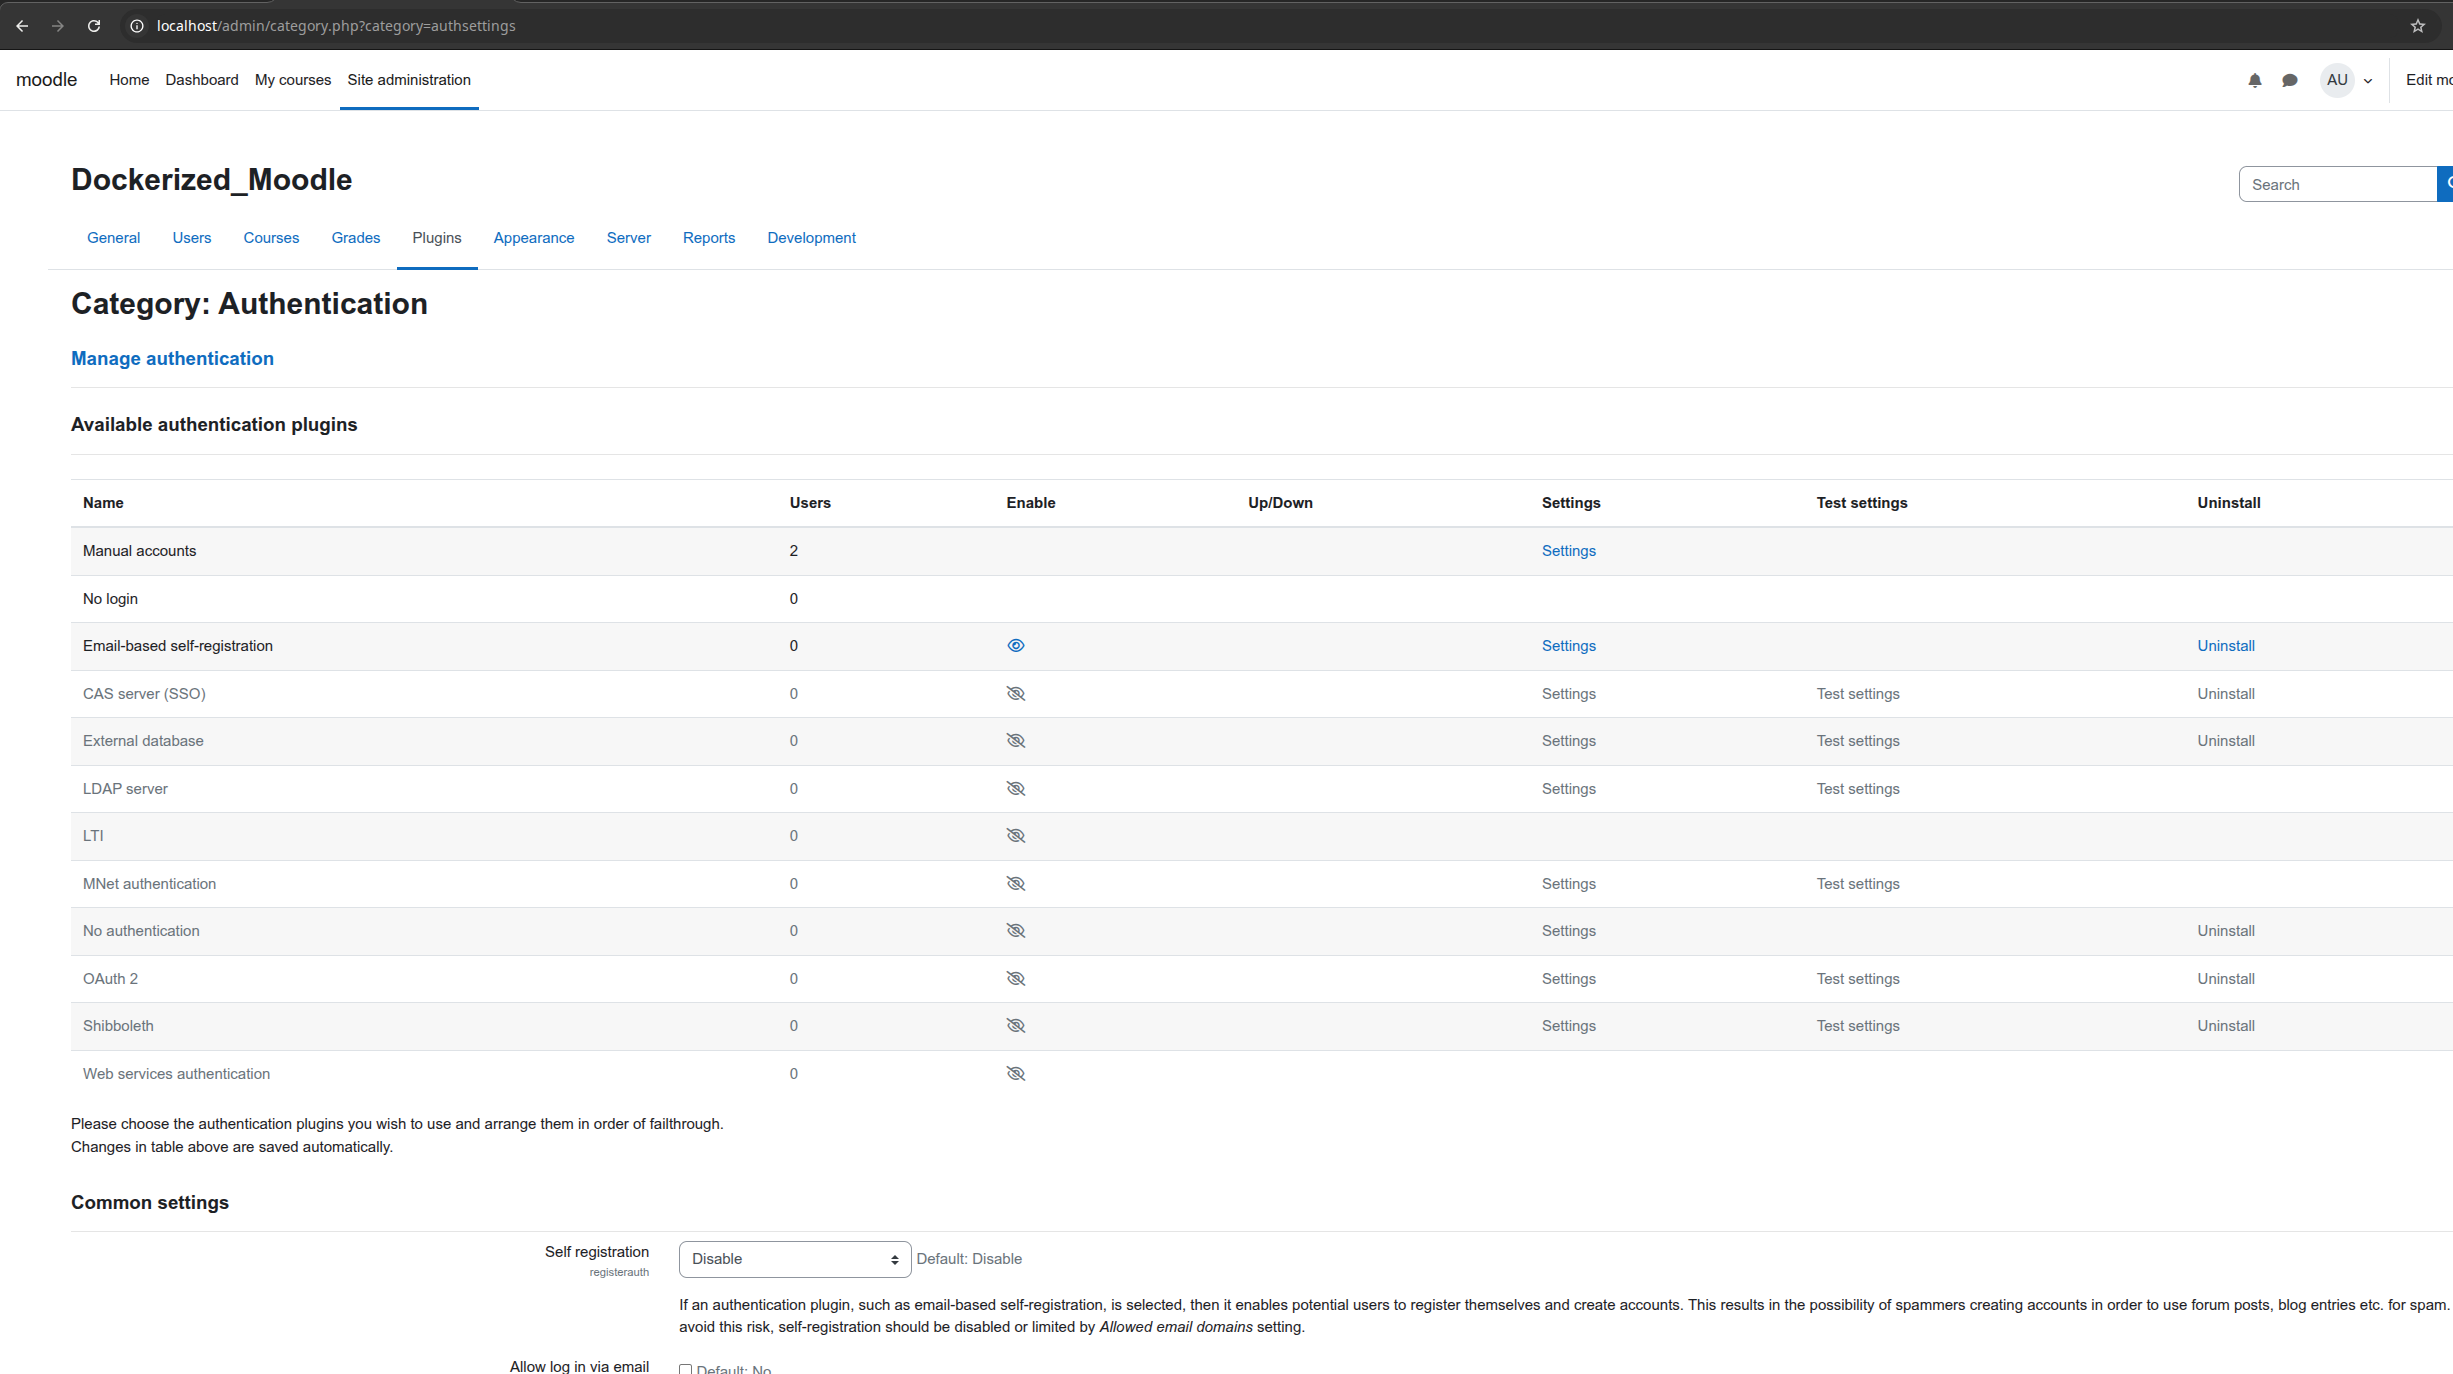 localhost/admin/category.php?category=authsettings
moodle Home Dashboard My courses Site administration AU Edit mo
Dockerized_Moodle
Search
General Users Courses Grades Plugins Appearance Server Reports Development
Category: Authentication
Manage authentication
Available authentication plugins
Name Users Enable Up/Down Settings Test settings Uninstall
Manual accounts 2 Settings
No login 0
Email-based self-registration 0 Settings Uninstall
CAS server (SSO) 0 Settings Test settings Uninstall
External database 0 Settings Test settings Uninstall
LDAP server 0 Settings Test settings
LTI 0
MNet authentication 0 Settings Test settings
No authentication 0 Settings Uninstall
OAuth 2 0 Settings Test settings Uninstall
Shibboleth 0 Settings Test settings Uninstall
Web services authentication 0
Please choose the authentication plugins you wish to use and arrange them in order of failthrough.
Changes in table above are saved automatically.
Common settings
Self registration Disable Default: Disable
registerauth
If an authentication plugin, such as email-based self-registration, is selected, then it enables potential users to register themselves and create accounts. This results in the possibility of spammers creating accounts in order to use forum posts, blog entries etc. for spam.
avoid this risk, self-registration should be disabled or limited by Allowed email domains setting.
Allow log in via email Default: No